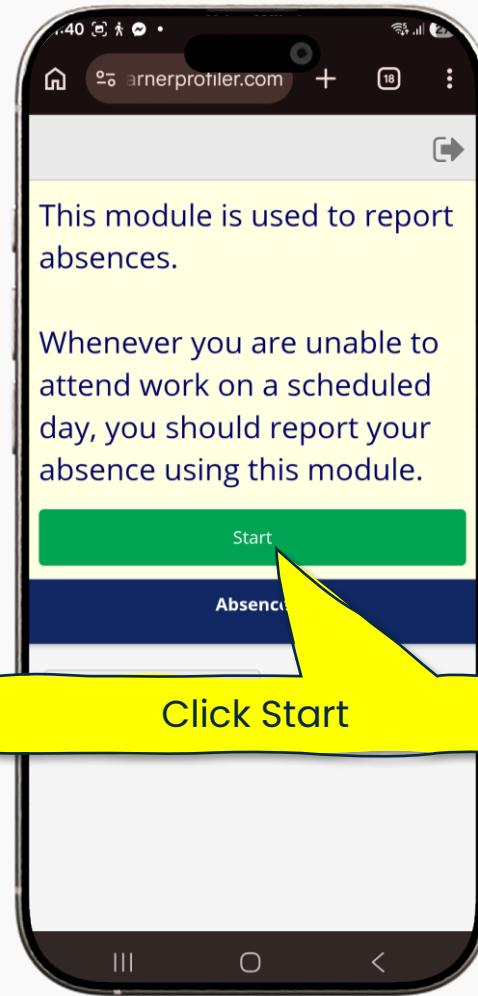 :40
arnerprofiler.com
18
This module is used to report
absences.
Whenever you are unable to
attend work on a scheduled
day, you should report your
absence using this module.
Start
Absence
Click Start